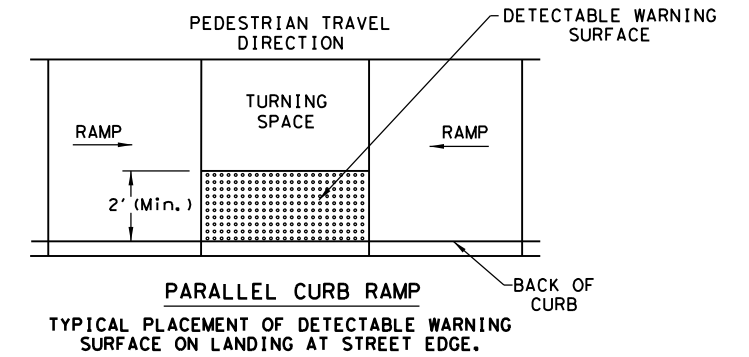 PEDESTRIAN TRAVEL
DIRECTION
DETECTABLE WARNING
SURFACE
TURNING
SPACE
RAMP
RAMP
2' (Min.)
BACK OF
CURB
PARALLEL CURB RAMP
TYPICAL PLACEMENT OF DETECTABLE WARNING
SURFACE ON LANDING AT STREET EDGE.